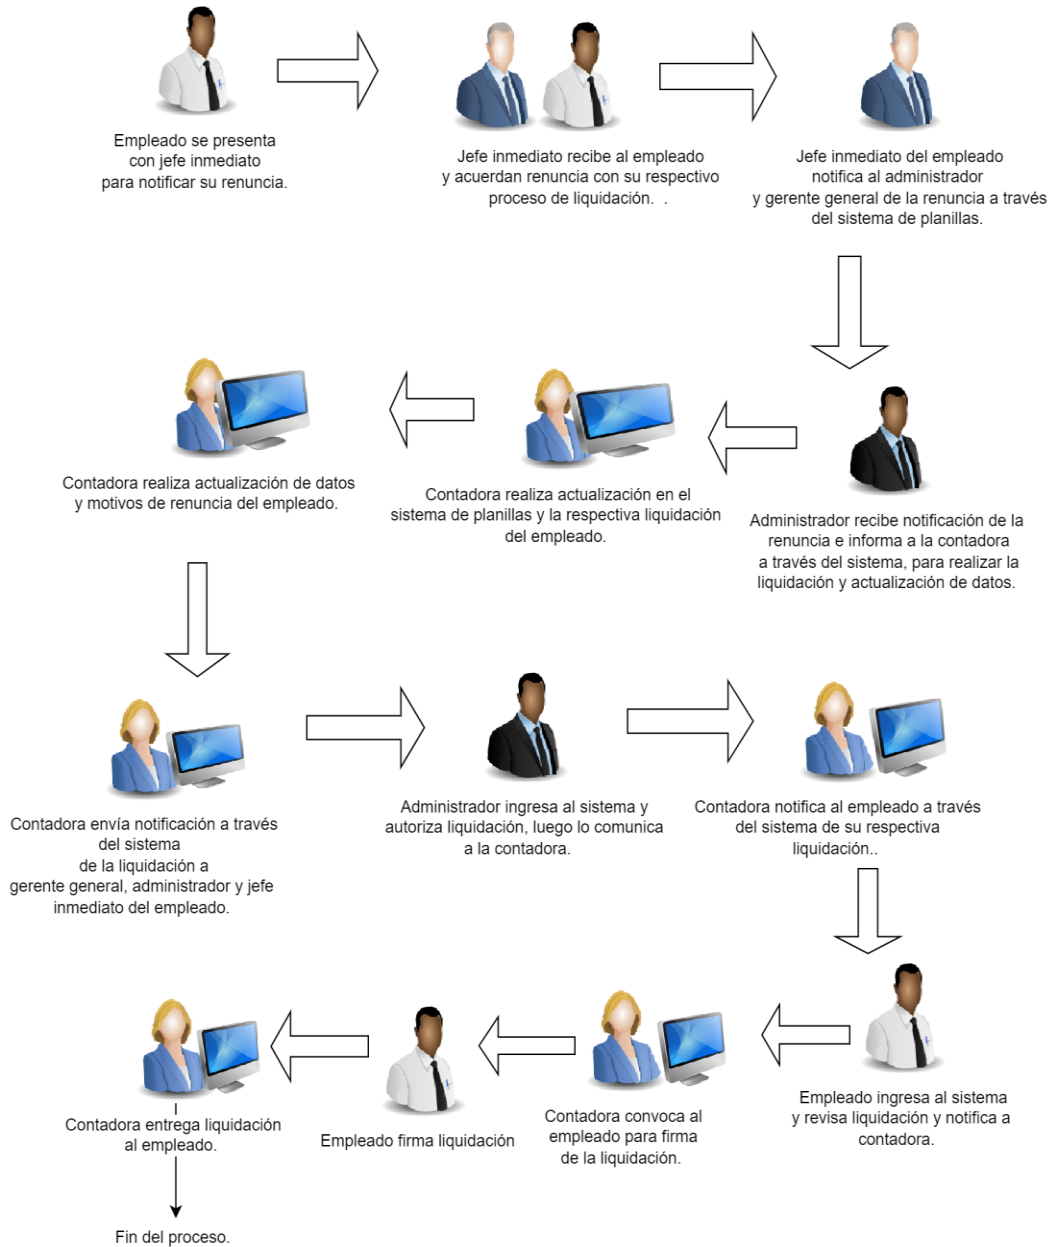 Empleado se presenta
con jefe inmediato
para notificar su renuncia.
Jefe inmediato recibe al empleado
y acuerdan renuncia con su respectivo
proceso de liquidación.  .
Jefe inmediato del empleado
notifica al administrador
y gerente general de la renuncia a través
del sistema de planillas.
Administrador recibe notificación de la
renuncia e informa a la contadora
a través del sistema, para realizar la
liquidación y actualización de datos.
Contadora realiza actualización en el
sistema de planillas y la respectiva liquidación
del empleado.
Contadora realiza actualización de datos
y motivos de renuncia del empleado.
Contadora envía notificación a través
del sistema
de la liquidación a
gerente general, administrador y jefe
inmediato del empleado.
Administrador ingresa al sistema y
autoriza liquidación, luego lo comunica
a la contadora.
Contadora notifica al empleado a través
del sistema de su respectiva
liquidación..
Empleado ingresa al sistema
y revisa liquidación y notifica a
contadora.
Contadora convoca al
empleado para firma
de la liquidación.
Empleado firma liquidación
Contadora entrega liquidación
al empleado.
Fin del proceso.